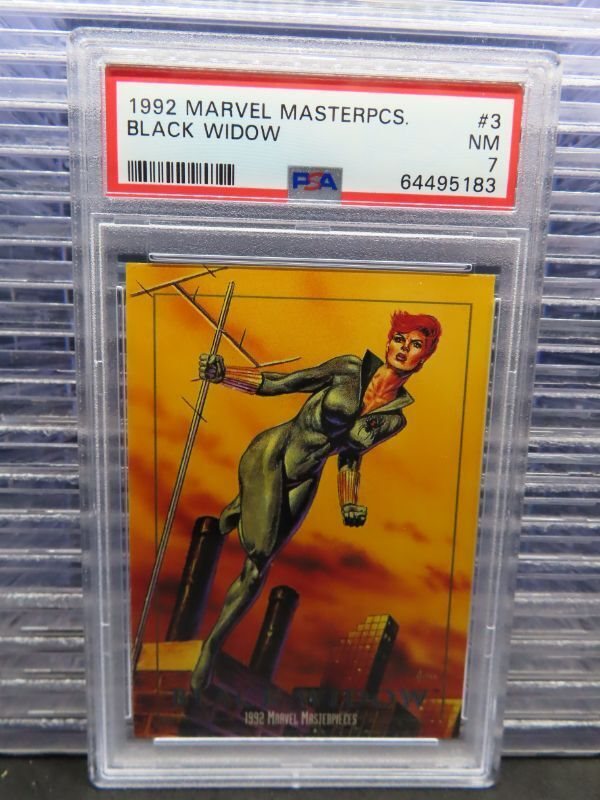 1992 MARVEL MASTERPCS. #3
BLACK WIDOW NM
7
PSA 64495183
BLACK WIDOW
1992 MARVEL MASTERPIECES